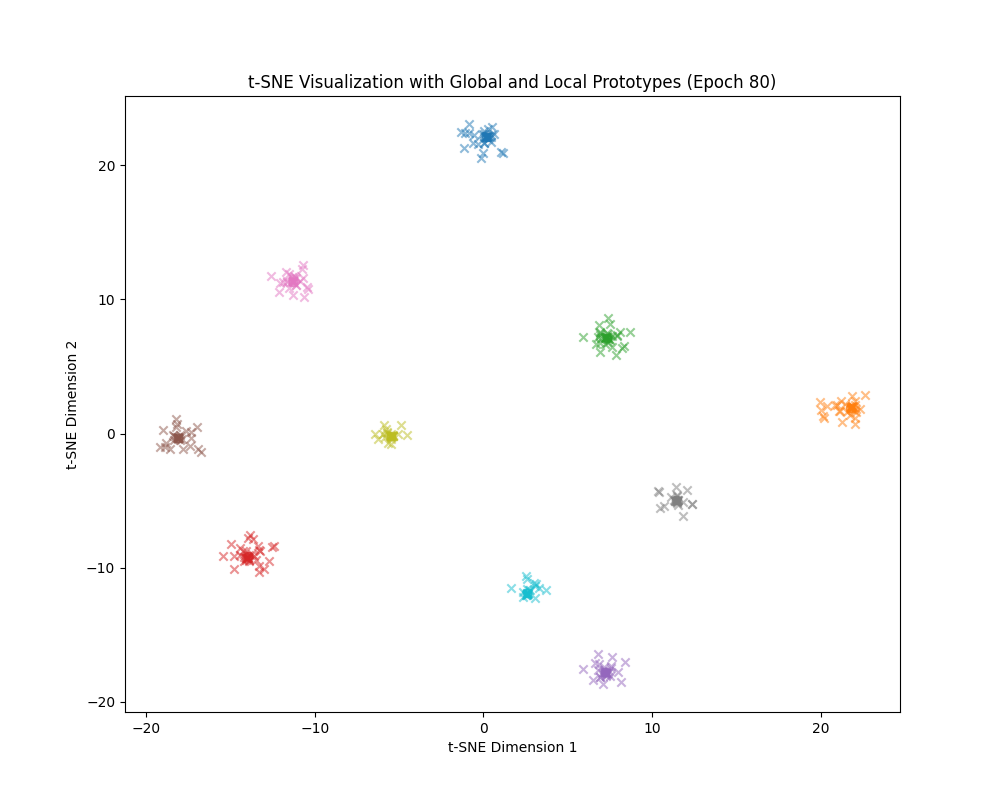 t-SNE Visualization with Global and Local Prototypes (Epoch 80)
20
10
0
−10
−20
t-SNE Dimension 2
−20 −10 0 10 20
t-SNE Dimension 1